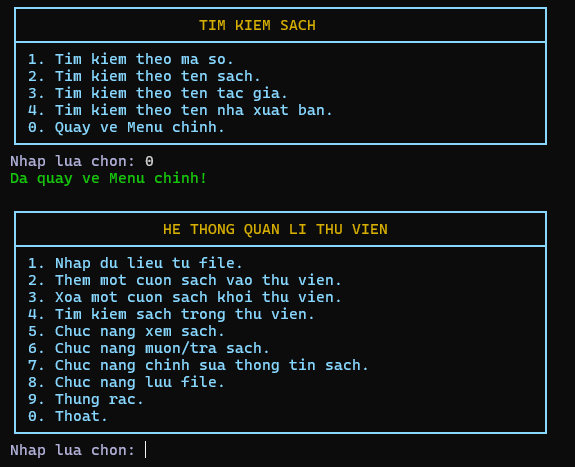 TIM KIEM SACH
1. Tim kiem theo ma so.
2. Tim kiem theo ten sach.
3. Tim kiem theo ten tac gia.
4. Tim kiem theo ten nha xuat ban.
0. Quay ve Menu chinh.
Nhap lua chon: 0
Da quay ve Menu chinh!
HE THONG QUAN LI THU VIEN
1. Nhap du lieu tu file.
2. Them mot cuon sach vao thu vien.
3. Xoa mot cuon sach khoi thu vien.
4. Tim kiem sach trong thu vien.
5. Chuc nang xem sach.
6. Chuc nang muon/tra sach.
7. Chuc nang chinh sua thong tin sach.
8. Chuc nang luu file.
9. Thung rac.
0. Thoat.
Nhap lua chon: